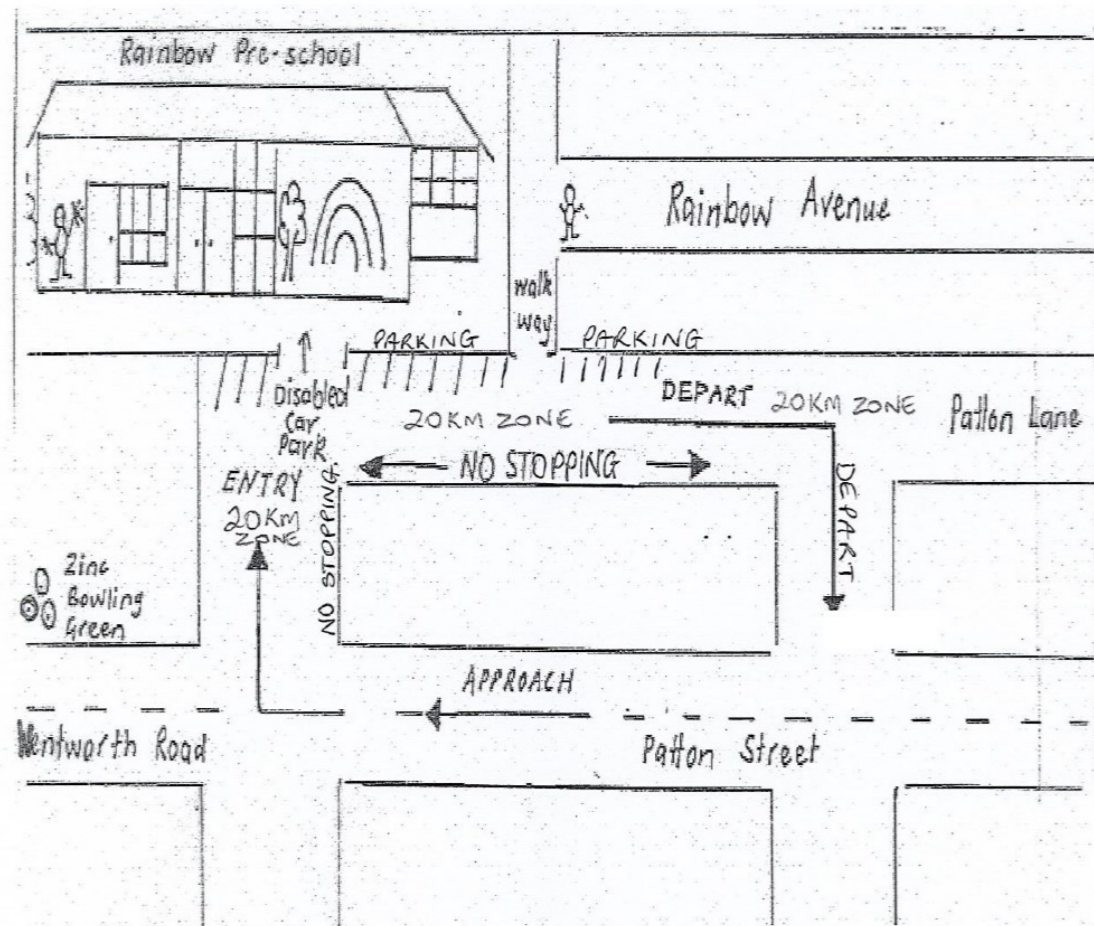 Rainbow Pre-school
Rainbow Avenue
walk
way
PARKING
PARKING
Disabled
Car
Park
DEPART
20KM ZONE
20KM ZONE
Patton Lane
NO STOPPING
ENTRY
20KM
ZONE
NO STOPPING
DEPART
Zinc
Bowling
Green
APPROACH
Wentworth Road
Patton Street